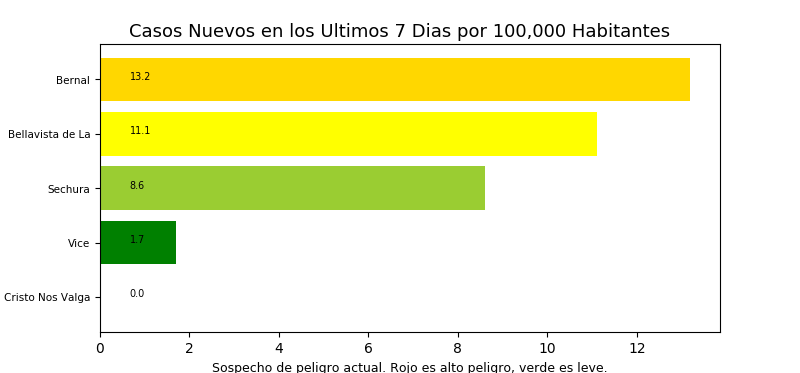 Casos Nuevos en los Ultimos 7 Dias por 100,000 Habitantes
Bernal 13.2
Bellavista de La 11.1
Sechura 8.6
Vice 1.7
Cristo Nos Valga 0.0
0 2 4 6 8 10 12
Sospecho de peligro actual. Rojo es alto peligro, verde es leve.